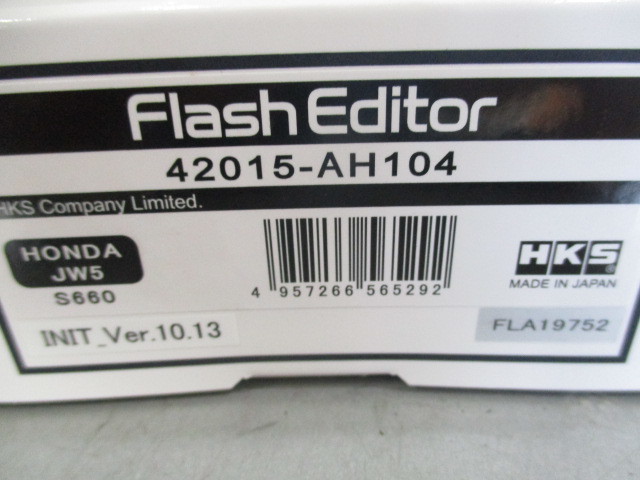 Flash Editor
42015-AH104
HKS Company Limited.
HONDA
JW5
S660
4 957266 565292
HKS
MADE IN JAPAN
INIT_Ver.10.13
FLA19752